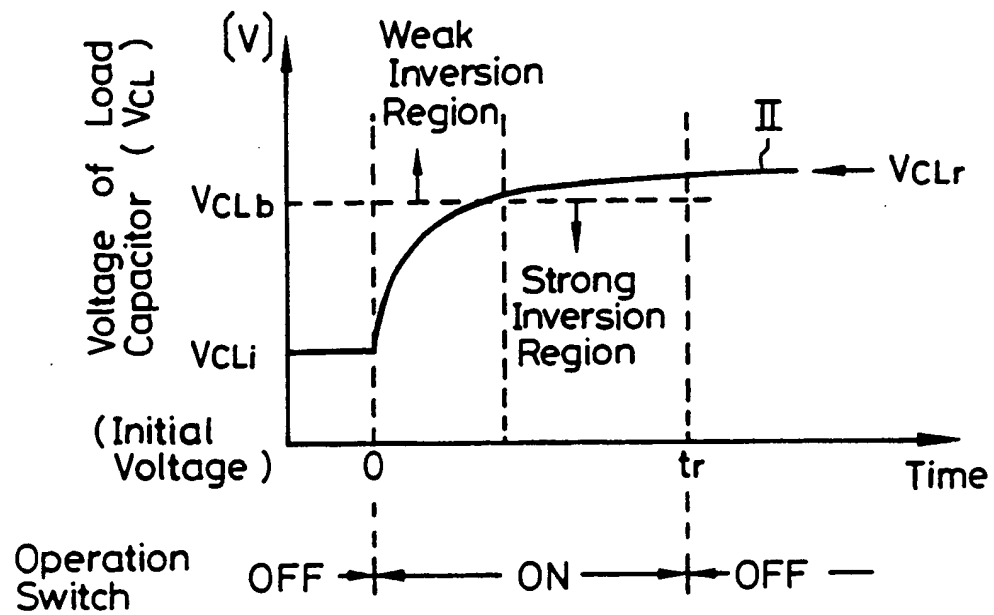 Voltage of Load
Capacitor ( VCL )
(V)
Weak
Inversion
Region
II
VCLr
VCLb
Strong
Inversion
Region
VCLi
(Initial
Voltage)
0
tr
Time
Operation
Switch
OFF
ON
OFF